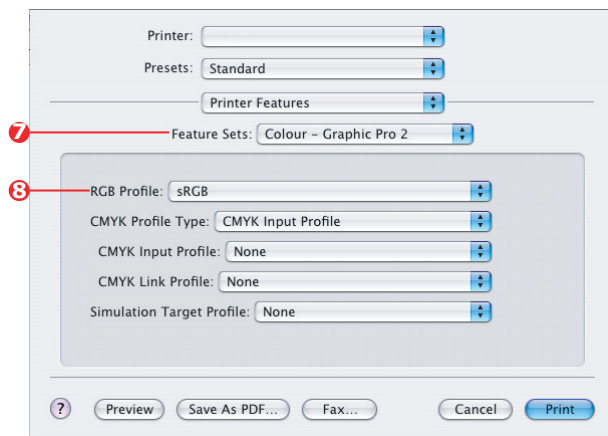 Printer:
Presets: Standard
Printer Features
7 Feature Sets: Colour – Graphic Pro 2
8 RGB Profile: sRGB
CMYK Profile Type: CMYK Input Profile
CMYK Input Profile: None
CMYK Link Profile: None
Simulation Target Profile: None
? Preview Save As PDF... Fax... Cancel Print